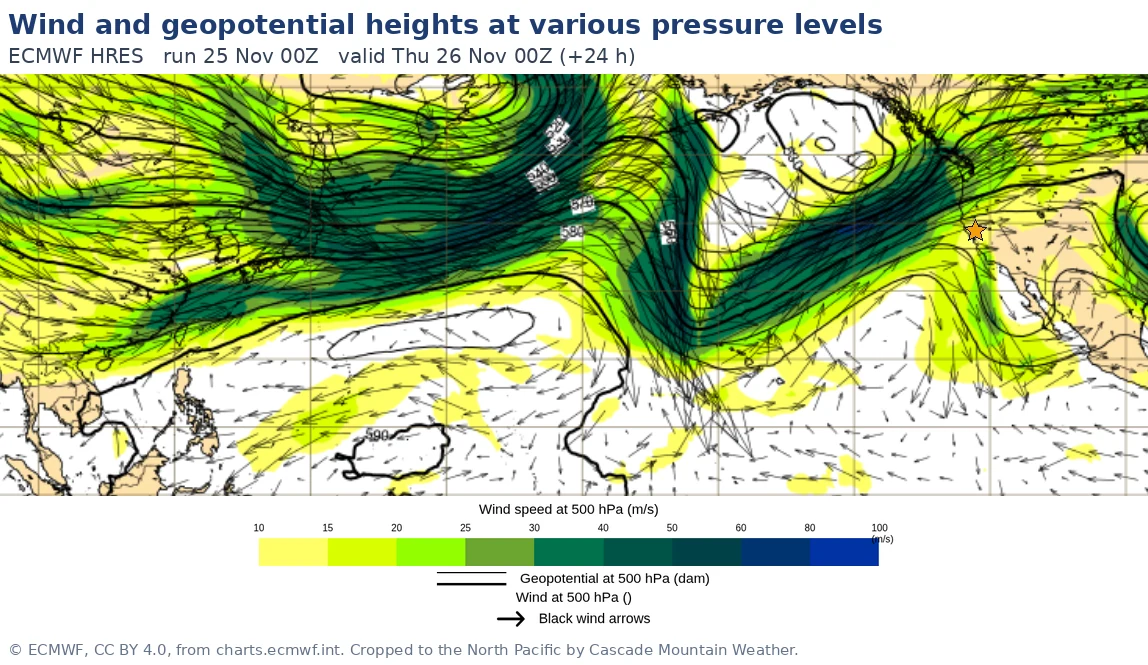 Wind and geopotential heights at various pressure levels
ECMWF HRES run 25 Nov 00Z valid Thu 26 Nov 00Z (+24 h)
580
590
Wind speed at 500 hPa (m/s)
10 15 20 25 30 40 50 60 80 100
(m/s)
Geopotential at 500 hPa (dam)
Wind at 500 hPa ()
Black wind arrows
© ECMWF, CC BY 4.0, from charts.ecmwf.int. Cropped to the North Pacific by Cascade Mountain Weather.